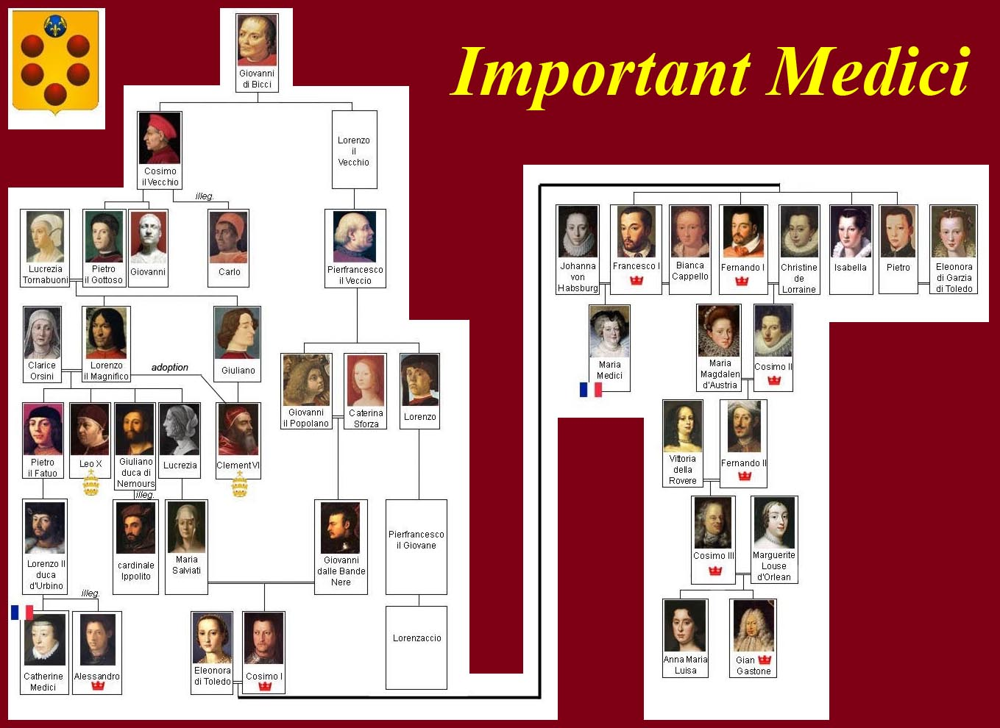 Important Medici
Giovanni
di Bicci
Cosimo
il Vecchio
Lorenzo
il
Vecchio
illeg.
Lucrezia
Tornabuoni
Pietro
il Gottoso
Giovanni
Carlo
Pierfrancesco
il Veccio
Clarice
Orsini
Lorenzo
il Magnifico
adoption
Giuliano
Giovanni
il Popolano
Caterina
Sforza
Lorenzo
Pietro
il Fatuo
Leo X
Giuliano
duca di
Nemours
Lucrezia
Clement VI
illeg.
Lorenzo II
duca
d'Urbino
cardinale
Ippolito
Maria
Salviati
Giovanni
dalle Bande
Nere
Pierfrancesco
il Giovane
illeg.
Catherine
Medici
Alessandro
Eleonora
di Toledo
Cosimo I
Lorenzaccio
Johanna
von
Habsburg
Francesco I
Bianca
Cappello
Fernando I
Christine
de
Lorraine
Isabella
Pietro
Eleonora
di Garzia
di Toledo
Maria
Medici
Maria
Magdalen
d'Austria
Cosimo II
Vittoria
della
Rovere
Fernando II
Cosimo III
Marguerite
Louse
d'Orlean
Anna Maria
Luisa
Gian
Gastone